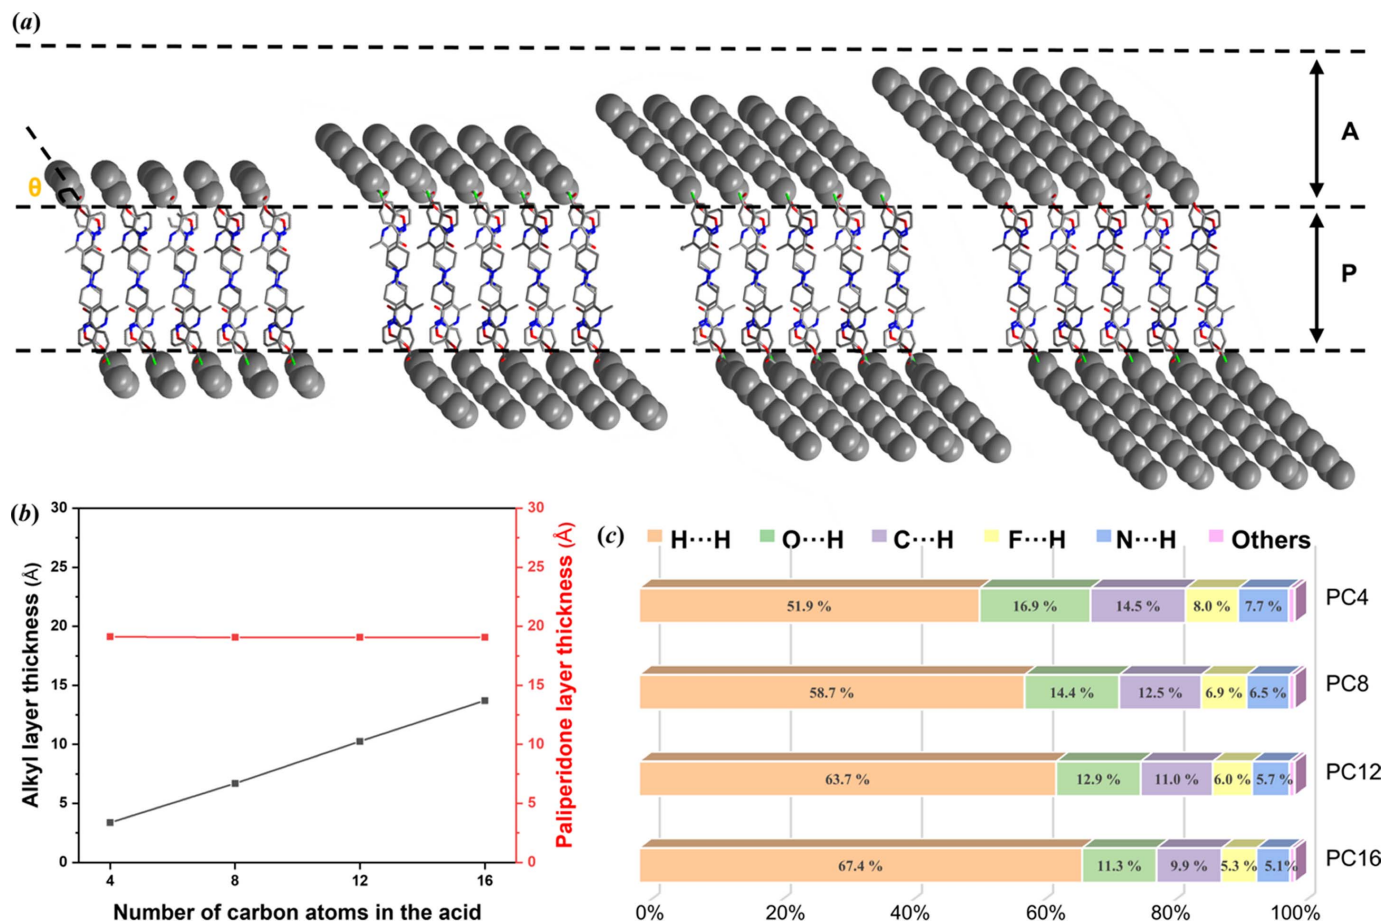 (a)
θ
A
P
(b)
30
25
20
15
10
5
0
Alkyl layer thickness (Å)
4
8
12
16
Number of carbon atoms in the acid
30
25
20
15
10
5
0
Paliperidone layer thickness (Å)
(c)
H···H O···H C···H F···H N···H Others
51.9 % 16.9 % 14.5 % 8.0 % 7.7 % PC4
58.7 % 14.4 % 12.5 % 6.9 % 6.5 % PC8
63.7 % 12.9 % 11.0 % 6.0 % 5.7 % PC12
67.4 % 11.3 % 9.9 % 5.3 % 5.1% PC16
0% 20% 40% 60% 80% 100%